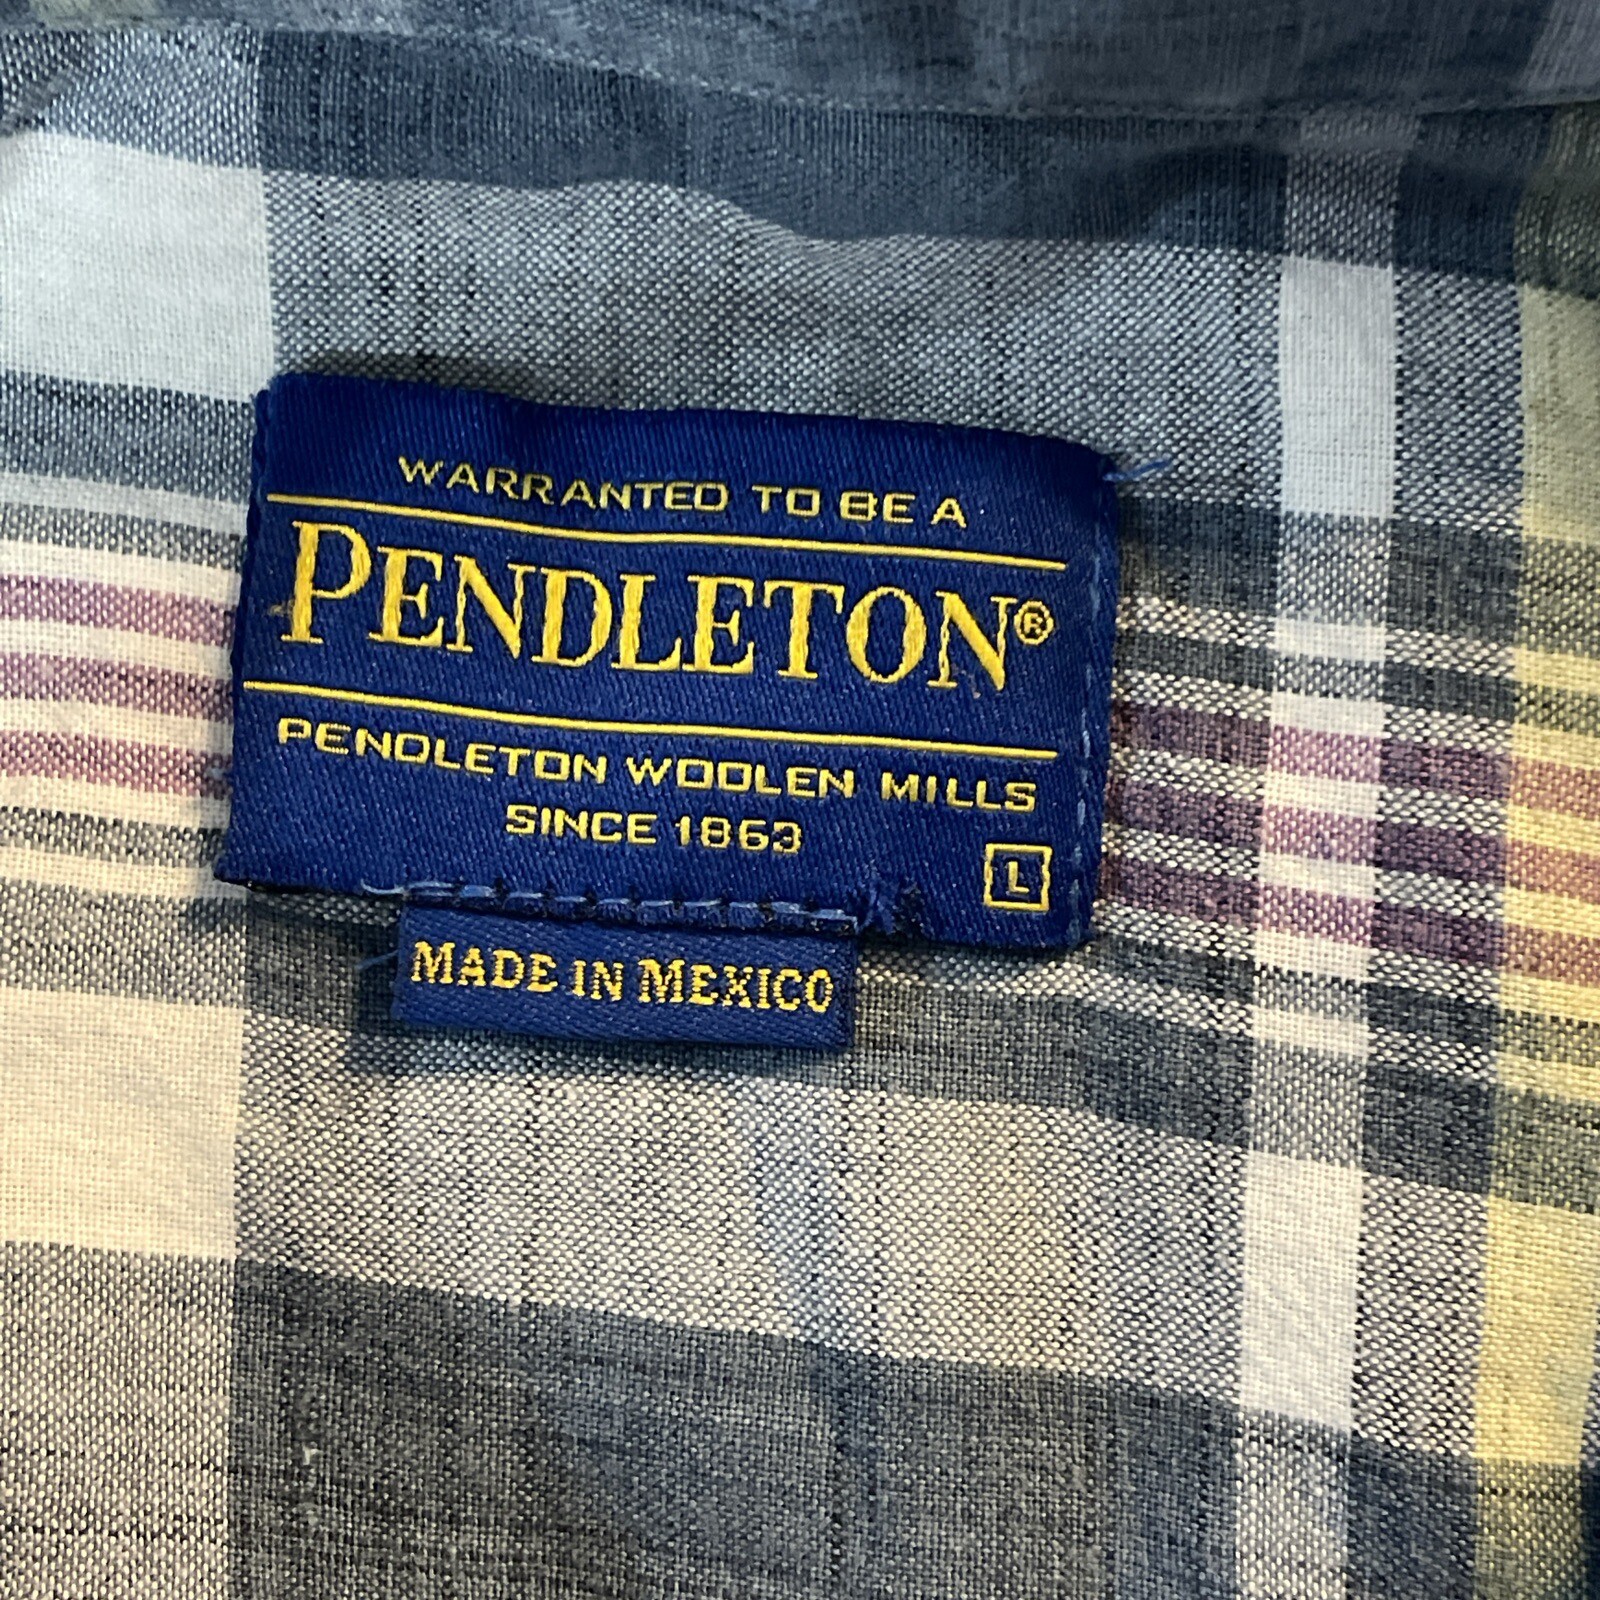 WARRANTED TO BE A
PENDLETON®
PENDLETON WOOLEN MILLS
SINCE 1863
L
MADE IN MEXICO